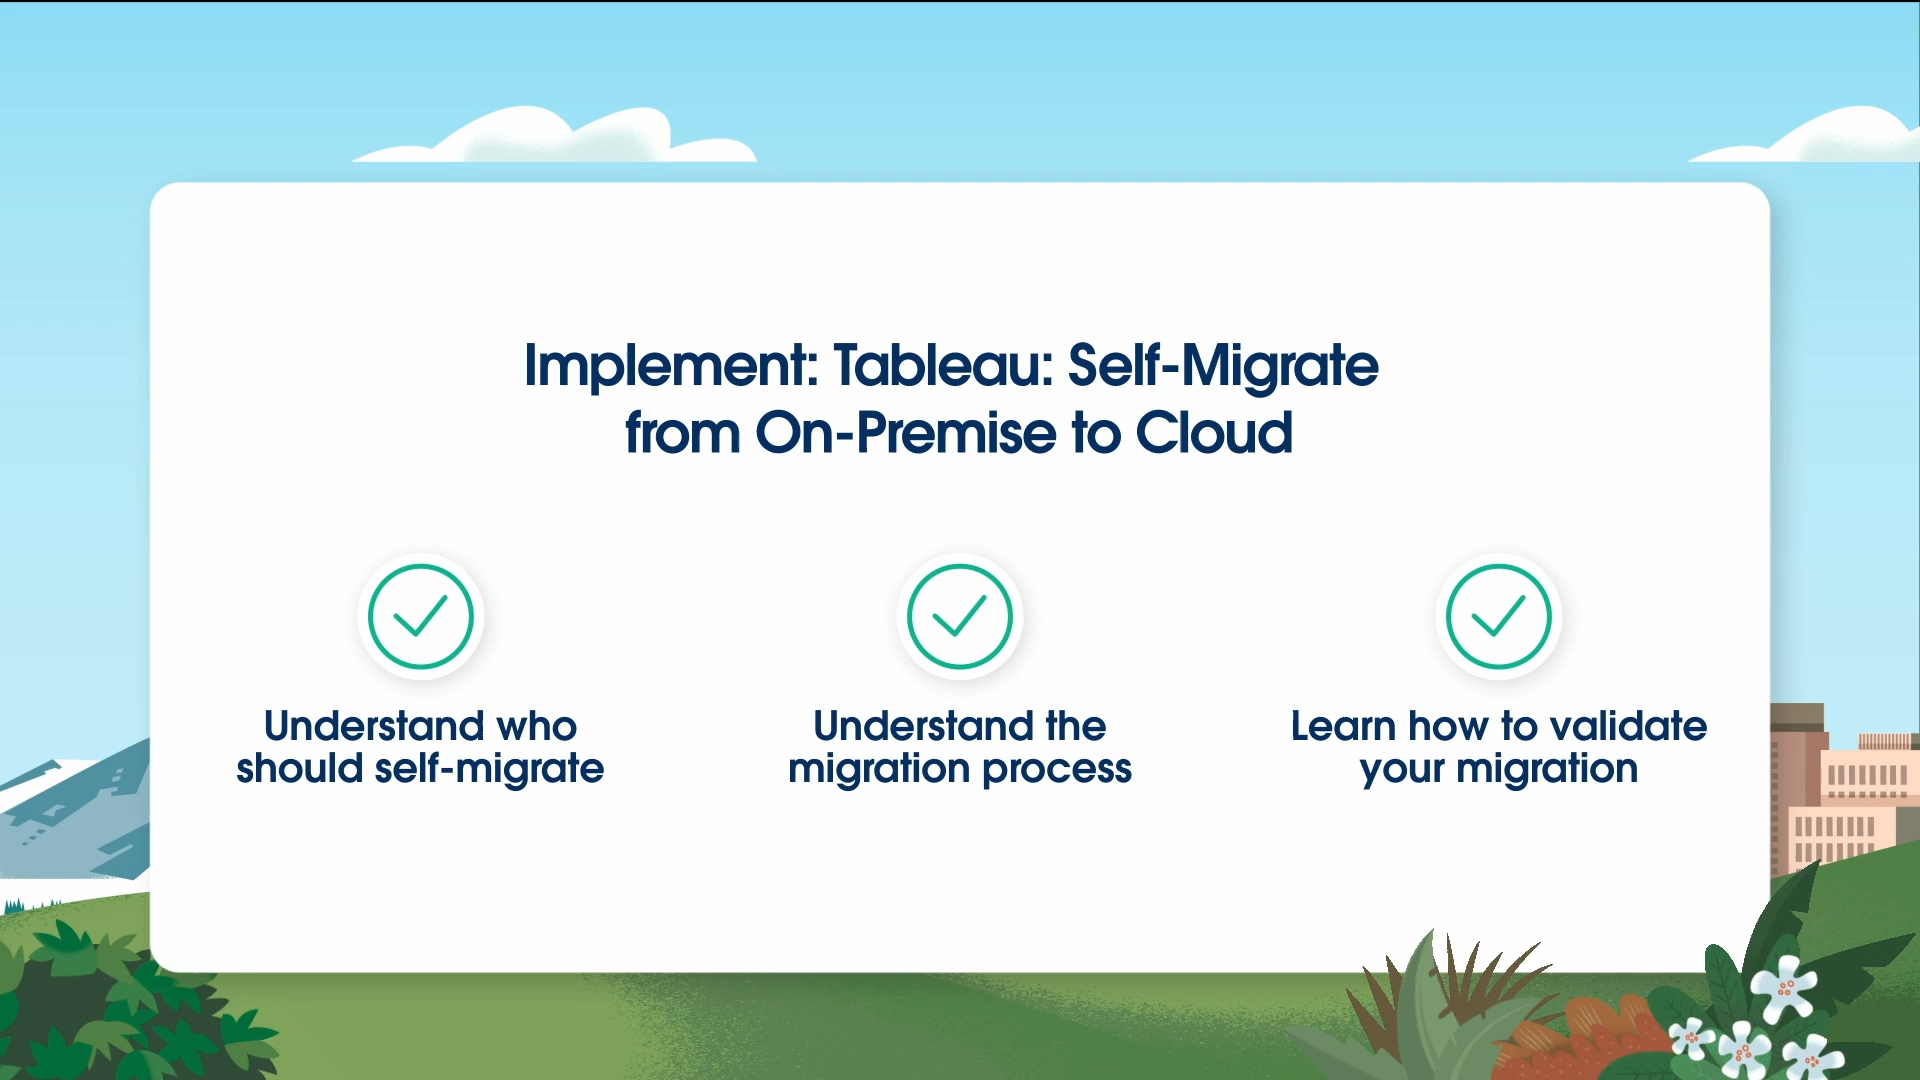 Implement: Tableau: Self-Migrate
from On-Premise to Cloud
Understand who
should self-migrate
Understand the
migration process
Learn how to validate
your migration